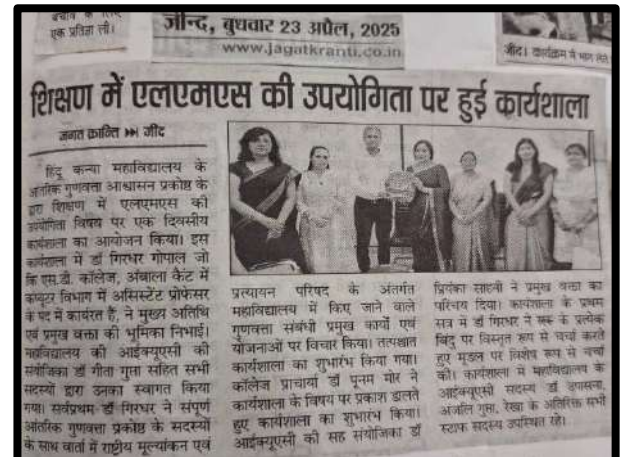 एक प्रतिज्ञा ली।
जीन्द, बुधवार 23 अप्रैल, 2025
www.jagatkranti.co.in
जींद। कार्यक्रम में भाग लेते
शिक्षण में एलएमएस की उपयोगिता पर हुई कार्यशाला
जगत क्रान्ति ▶▶ जींद
हिंदू कन्या महाविद्यालय के
आंतरिक गुणवत्ता आश्वासन प्रकोष्ठ के
द्वारा शिक्षण में एलएमएस की
उपयोगिता विषय पर एक दिवसीय
कार्यशाला का आयोजन किया। इस
कार्यशाला में डॉ गिरधर गोपाल जो
कि एस.डी. कॉलेज, अंबाला कैंट में
कंप्यूटर विभाग में असिस्टेंट प्रोफेसर
के पद में कार्यरत हैं, ने मुख्य अतिथि
एवं प्रमुख वक्ता की भूमिका निभाई।
महाविद्यालय की आईक्यूएसी की
संयोजिका डॉ गीता गुप्ता सहित सभी
सदस्यों द्वारा उनका स्वागत किया
गया। सर्वप्रथम डॉ गिरधर ने संपूर्ण
आंतरिक गुणवत्ता प्रकोष्ठ के सदस्यों
के साथ वार्ता में राष्ट्रीय मूल्यांकन एवं
प्रत्यायन परिषद के अंतर्गत
महाविद्यालय में किए जाने वाले
गुणवत्ता संबंधी प्रमुख कार्यों एवं
योजनाओं पर विचार किया। तत्पश्चात
कार्यशाला का शुभारंभ किया गया।
कॉलेज प्राचार्या डॉ पूनम मोर ने
कार्यशाला के विषय पर प्रकाश डालते
हुए कार्यशाला का शुभारंभ किया।
आईक्यूएसी की सह संयोजिका डॉ
प्रियंका साहनी ने प्रमुख वक्ता का
परिचय दिया। कार्यशाला के प्रथम
सत्र में डॉ गिरधर ने के प्रत्येक
बिंदु पर विस्तृत रूप से चर्चा करते
हुए मूडल पर विशेष रूप से चर्चा
की। कार्यशाला में महाविद्यालय के
आईक्यूएसी सदस्य डॉ उपासना,
अंजलि गुप्ता, रेखा के अतिरिक्त सभी
स्टाफ सदस्य उपस्थित रहे।